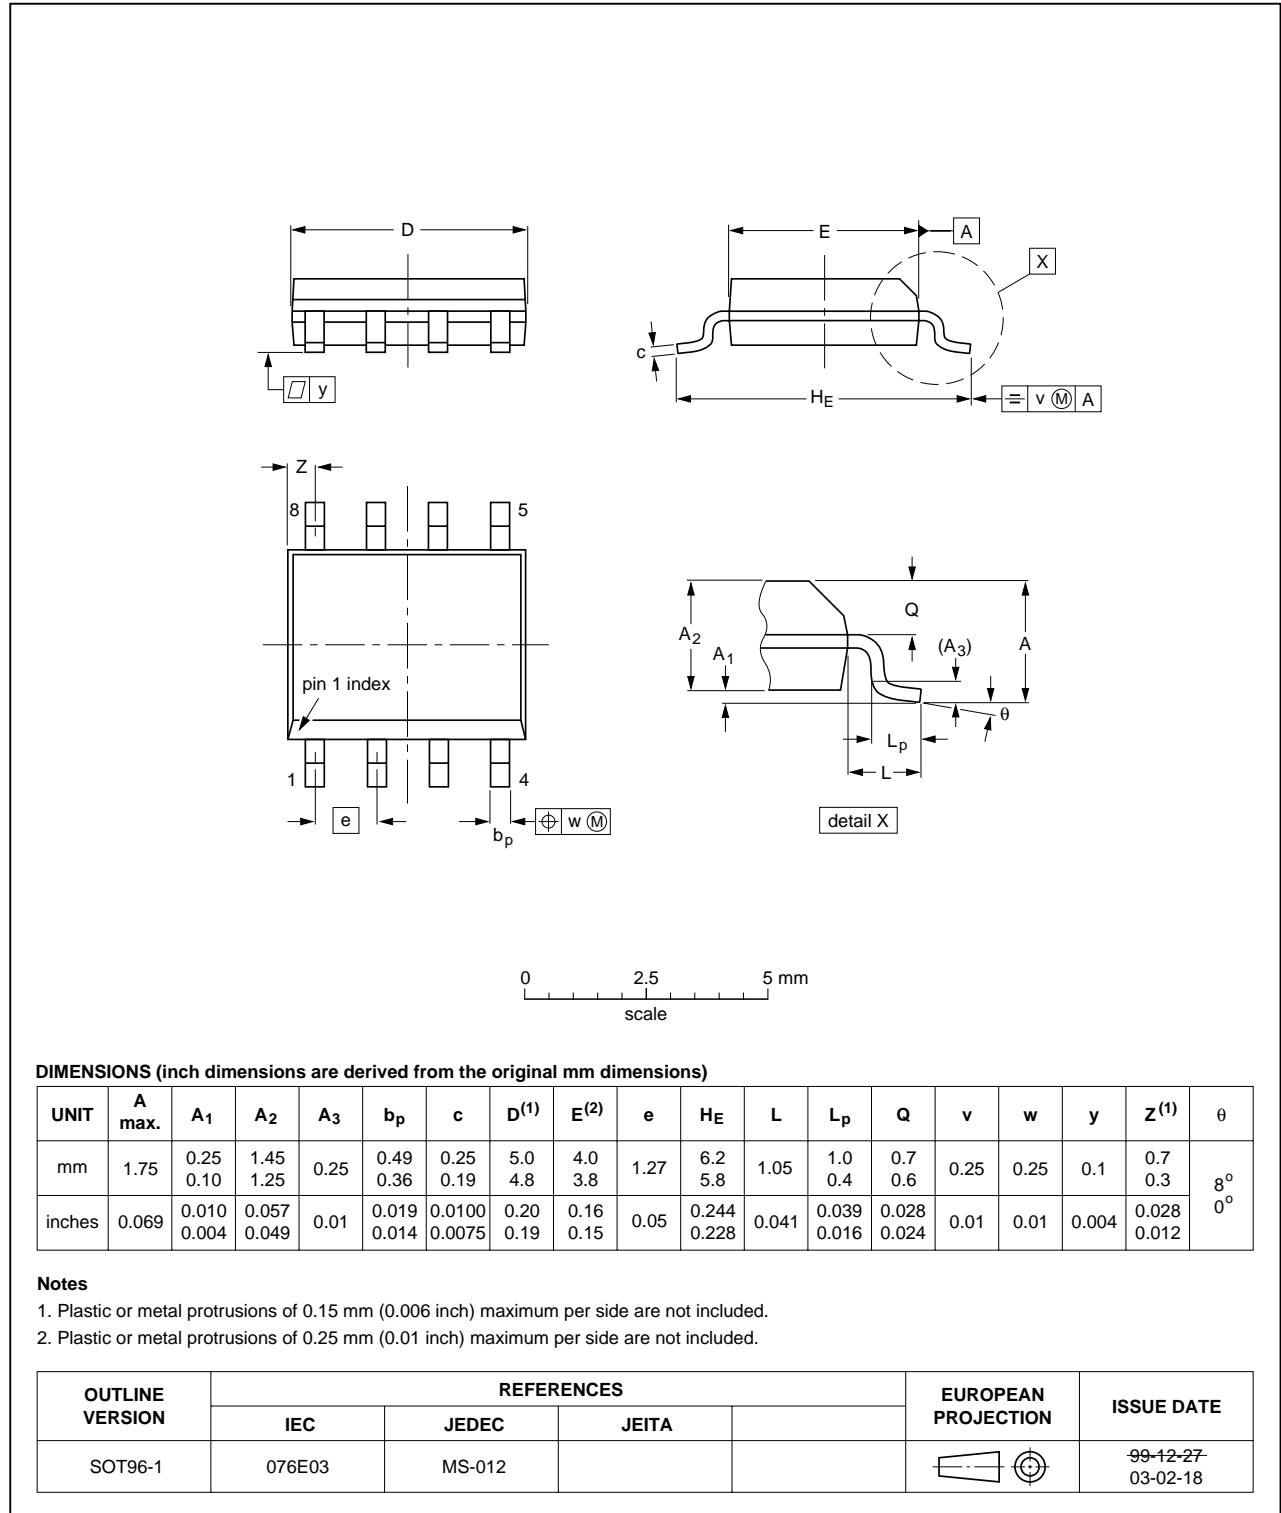 D
E
A
X
c
y
HE
v M A
Z
8
5
Q
A2
A1
(A3)
A
pin 1 index
θ
Lp
L
1
4
e
bp
w M
detail X
0 2.5 5 mm
scale
DIMENSIONS (inch dimensions are derived from the original mm dimensions)
UNIT A max. A1 A2 A3 bp c D(1) E(2) e HE L Lp Q v w y Z(1) θ
mm 1.75 0.25 0.10 1.45 1.25 0.25 0.49 0.36 0.25 0.19 5.0 4.8 4.0 3.8 1.27 6.2 5.8 1.05 1.0 0.4 0.7 0.6 0.25 0.25 0.1 0.7 0.3 8° 0°
inches 0.069 0.010 0.004 0.057 0.049 0.01 0.019 0.014 0.0100 0.0075 0.20 0.19 0.16 0.15 0.05 0.244 0.228 0.041 0.039 0.016 0.028 0.024 0.01 0.01 0.004 0.028 0.012
Notes
1. Plastic or metal protrusions of 0.15 mm (0.006 inch) maximum per side are not included.
2. Plastic or metal protrusions of 0.25 mm (0.01 inch) maximum per side are not included.
OUTLINE VERSION REFERENCES EUROPEAN PROJECTION ISSUE DATE
IEC JEDEC JEITA
SOT96-1 076E03 MS-012 99-12-27
03-02-18